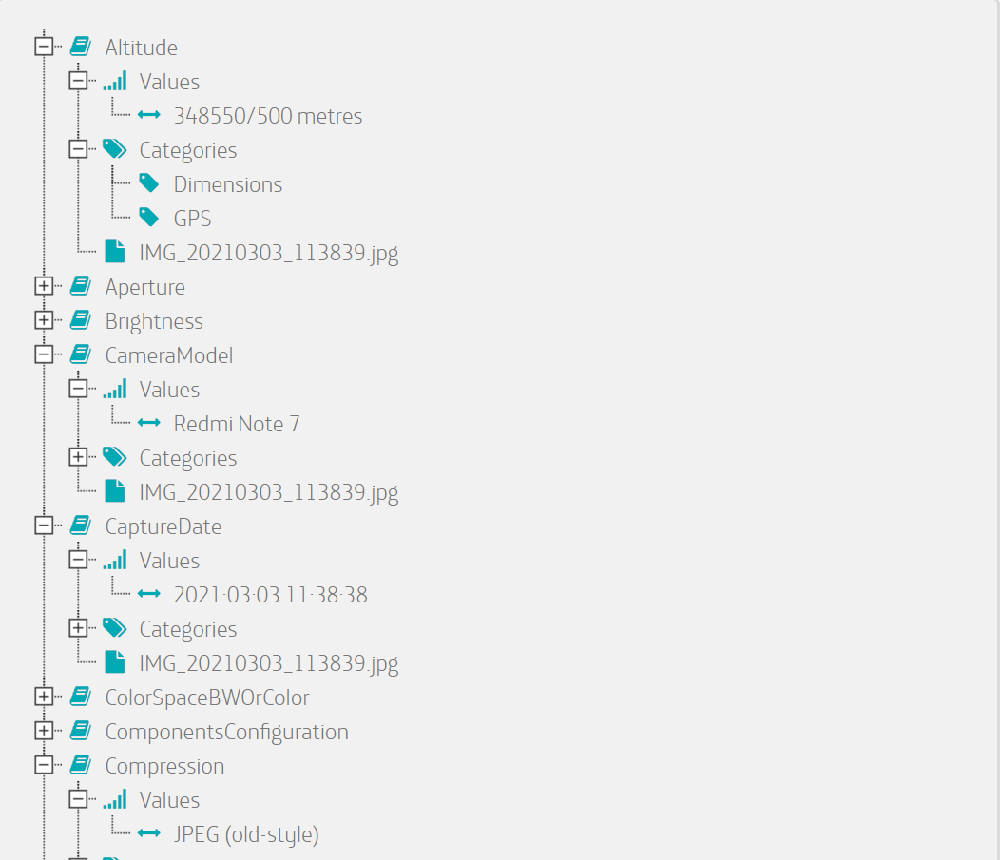 Altitude
Values
348550/500 metres
Categories
Dimensions
GPS
IMG_20210303_113839.jpg
Aperture
Brightness
CameraModel
Values
Redmi Note 7
Categories
IMG_20210303_113839.jpg
CaptureDate
Values
2021:03:03 11:38:38
Categories
IMG_20210303_113839.jpg
ColorSpaceBWOrColor
ComponentsConfiguration
Compression
Values
JPEG (old-style)